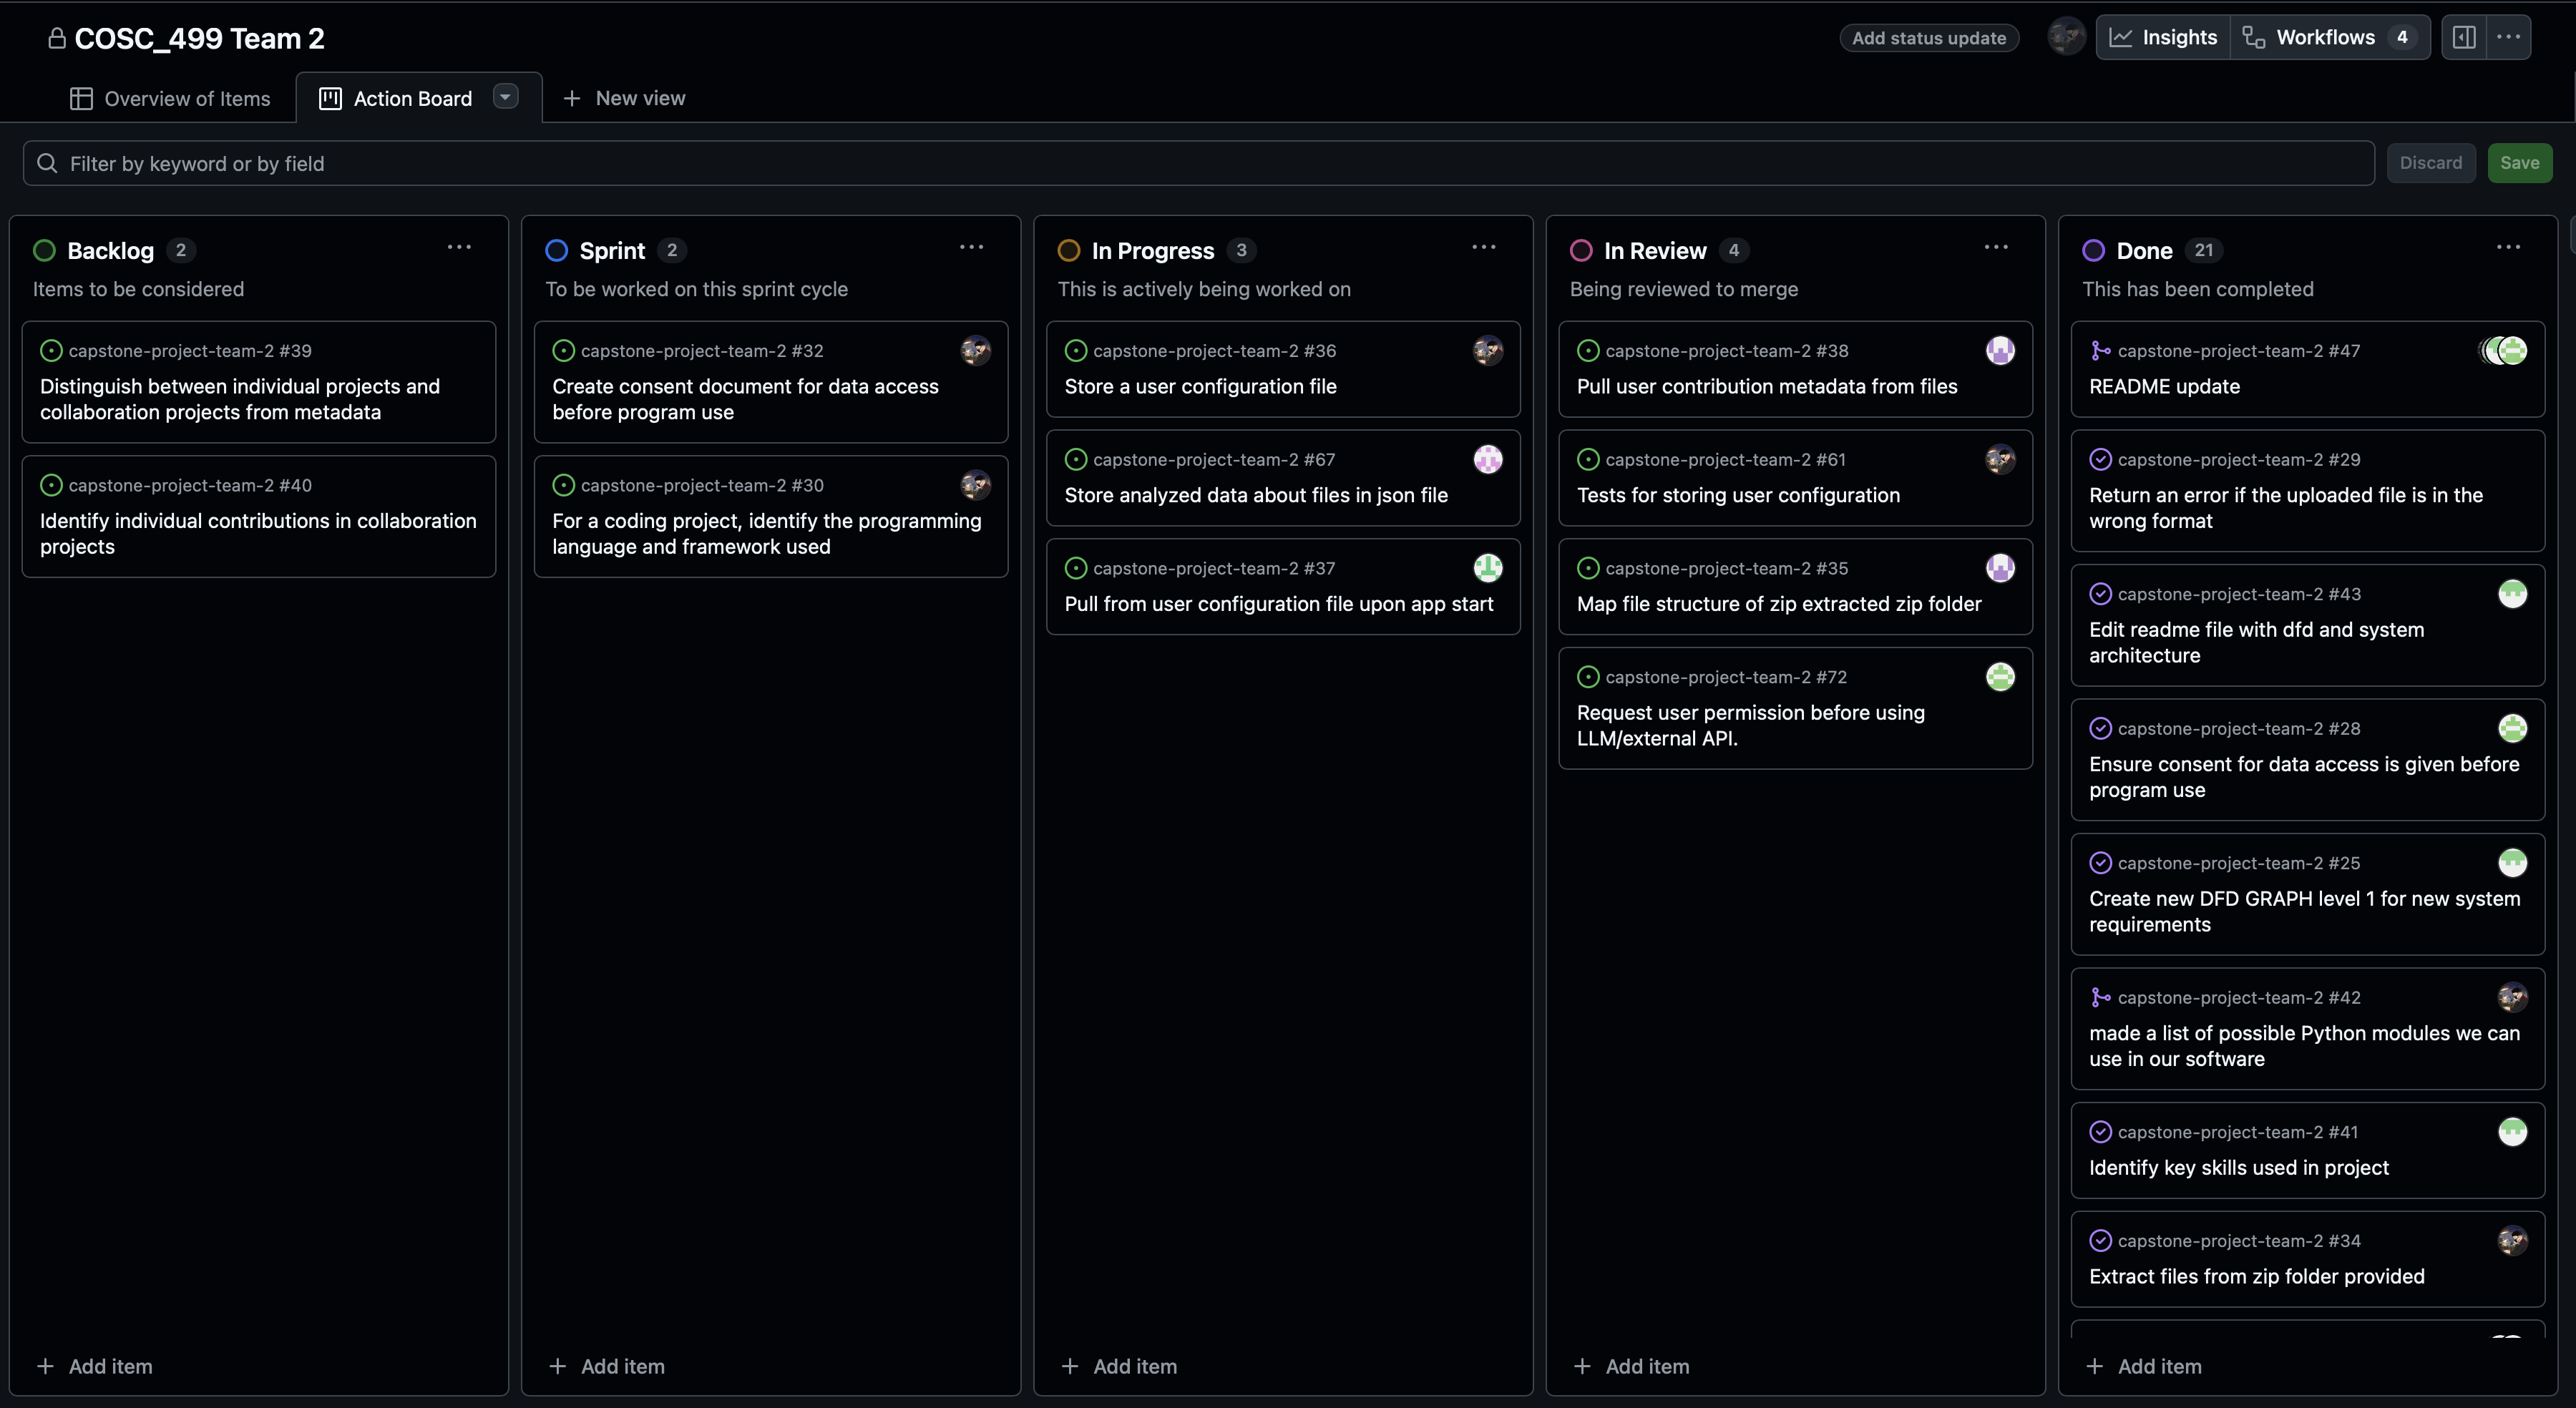 COSC_499 Team 2
Add status update
Insights
Workflows 4
Overview of Items
Action Board
New view
Filter by keyword or by field
Discard
Save
Backlog 2
Items to be considered
capstone-project-team-2 #39
Distinguish between individual projects and
collaboration projects from metadata
capstone-project-team-2 #40
Identify individual contributions in collaboration
projects
Add item
Sprint 2
To be worked on this sprint cycle
capstone-project-team-2 #32
Create consent document for data access
before program use
capstone-project-team-2 #30
For a coding project, identify the programming
language and framework used
Add item
In Progress 3
This is actively being worked on
capstone-project-team-2 #36
Store a user configuration file
capstone-project-team-2 #67
Store analyzed data about files in json file
capstone-project-team-2 #37
Pull from user configuration file upon app start
Add item
In Review 4
Being reviewed to merge
capstone-project-team-2 #38
Pull user contribution metadata from files
capstone-project-team-2 #61
Tests for storing user configuration
capstone-project-team-2 #35
Map file structure of zip extracted zip folder
capstone-project-team-2 #72
Request user permission before using
LLM/external API.
Add item
Done 21
This has been completed
capstone-project-team-2 #47
README update
capstone-project-team-2 #29
Return an error if the uploaded file is in the
wrong format
capstone-project-team-2 #43
Edit readme file with dfd and system
architecture
capstone-project-team-2 #28
Ensure consent for data access is given before
program use
capstone-project-team-2 #25
Create new DFD GRAPH level 1 for new system
requirements
capstone-project-team-2 #42
made a list of possible Python modules we can
use in our software
capstone-project-team-2 #41
Identify key skills used in project
capstone-project-team-2 #34
Extract files from zip folder provided
Add item